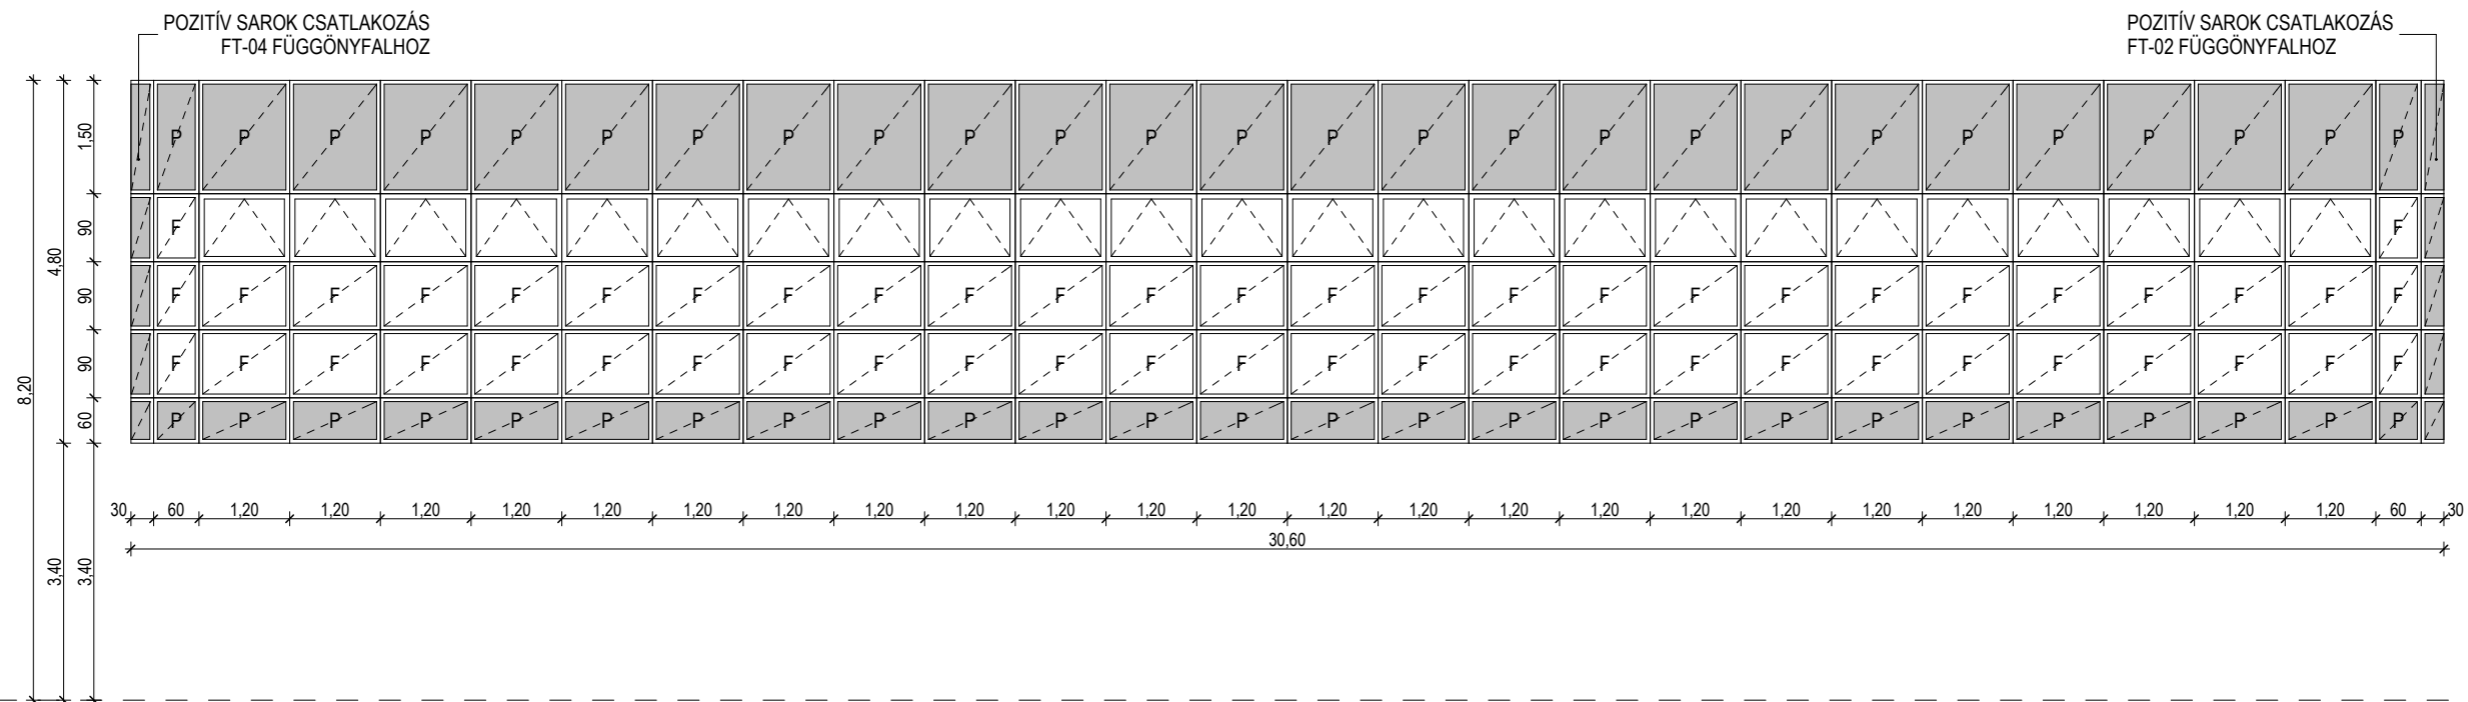 POZITÍV SAROK CSATLAKOZÁS
FT-04 FÜGGÖNYFALHOZ
POZITÍV SAROK CSATLAKOZÁS
FT-02 FÜGGÖNYFALHOZ
1,50
P P P P P P P P P P P P P P P P P P P P P P P P P P
90
F F
4,80
90
F F F F F F F F F F F F F F F F F F F F F F F F F F
90
F F F F F F F F F F F F F F F F F F F F F F F F F F
8,20
60
P P P P P P P P P P P P P P P P P P P P P P P P P P
30 60 1,20 1,20 1,20 1,20 1,20 1,20 1,20 1,20 1,20 1,20 1,20 1,20 1,20 1,20 1,20 1,20 1,20 1,20 1,20 1,20 1,20 1,20 1,20 1,20 60 30
30,60
3,40
3,40